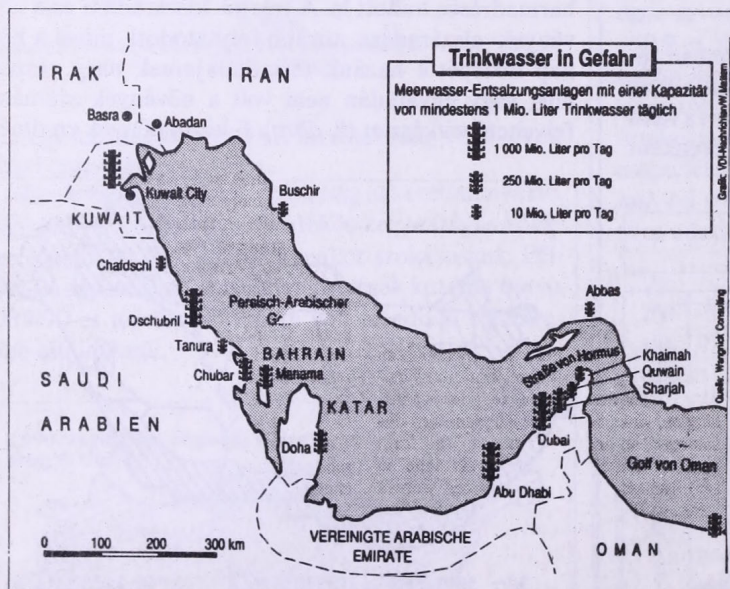 Trinkwasser in Gefahr
Meerwasser-Entsalzungsanlagen mit einer Kapazität
von mindestens 1 Mio. Liter Trinkwasser täglich
1 000 Mio. Liter pro Tag
250 Mio. Liter pro Tag
10 Mio. Liter pro Tag
IRAK
IRAN
Basra
Abadan
Kuwait City
KUWAIT
Buschir
Chafdschi
Persisch-Arabischer
Dschubril
Tanura
BAHRAIN
Chubar
Manama
SAUDI
ARABIEN
KATAR
Doha
Abbas
Straße von Hormus
Khaimah
Quwain
Sharjah
Dubai
Golf von Oman
Abu Dhabi
VEREINIGTE ARABISCHE
EMIRATE
OMAN
0
100
200
300 km
Quelle: Wangnick Consulting